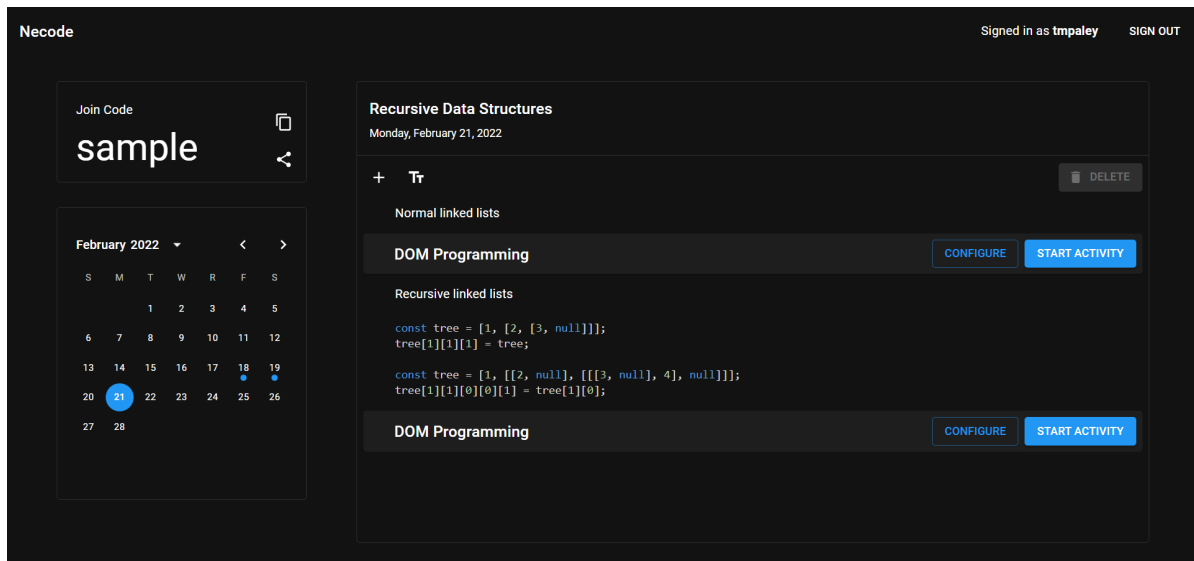 Necode
Signed in as tmpaley
SIGN OUT
Join Code
sample
February 2022
S M T W R F S
1 2 3 4 5
6 7 8 9 10 11 12
13 14 15 16 17 18 19
20 21 22 23 24 25 26
27 28
Recursive Data Structures
Monday, February 21, 2022
DELETE
Normal linked lists
DOM Programming
CONFIGURE
START ACTIVITY
Recursive linked lists
const tree = [1, [2, [3, null]]];
tree[1][1][1] = tree;
const tree = [1, [[2, null], [[[3, null], 4], null]]];
tree[1][1][0][0][1] = tree[1][0];
DOM Programming
CONFIGURE
START ACTIVITY